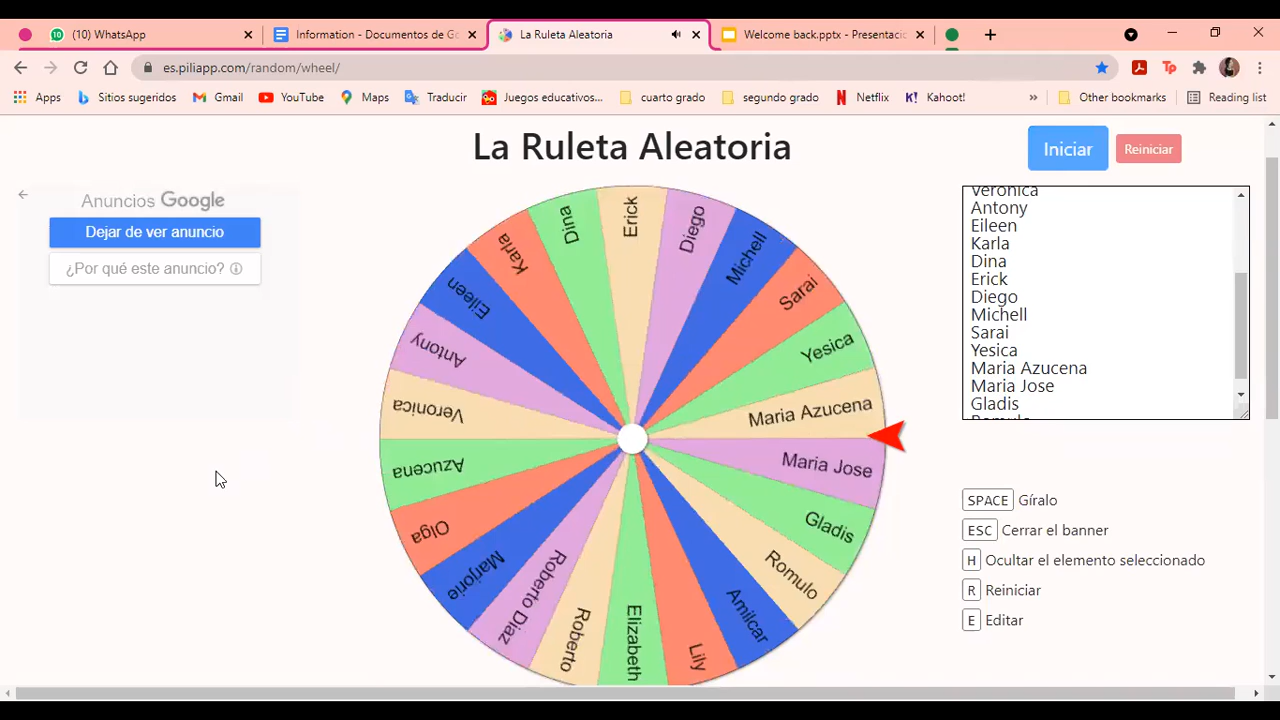 (10) WhatsApp
Information - Documentos de Go
La Ruleta Aleatoria
Welcome back.pptx - Presentació
es.piliapp.com/random/wheel/
Apps
Sitios sugeridos
Gmail
YouTube
Maps
Traducir
Juegos educativos...
cuarto grado
segundo grado
Netflix
Kahoot!
»
Other bookmarks
Reading list
La Ruleta Aleatoria
Iniciar
Reiniciar
Anuncios Google
Dejar de ver anuncio
¿Por qué este anuncio?
Erick
Diego
Michell
Sarai
Yesica
Maria Azucena
Maria Jose
Gladis
Romulo
Amilcar
Lily
Elizabeth
Roberto
Roberto Diaz
Marjorie
Olga
Azucena
Veronica
Antony
Eileen
Karla
Dina
Veronica
Antony
Eileen
Karla
Dina
Erick
Diego
Michell
Sarai
Yesica
Maria Azucena
Maria Jose
Gladis
Romulo
SPACE Gíralo
ESC Cerrar el banner
H Ocultar el elemento seleccionado
R Reiniciar
E Editar